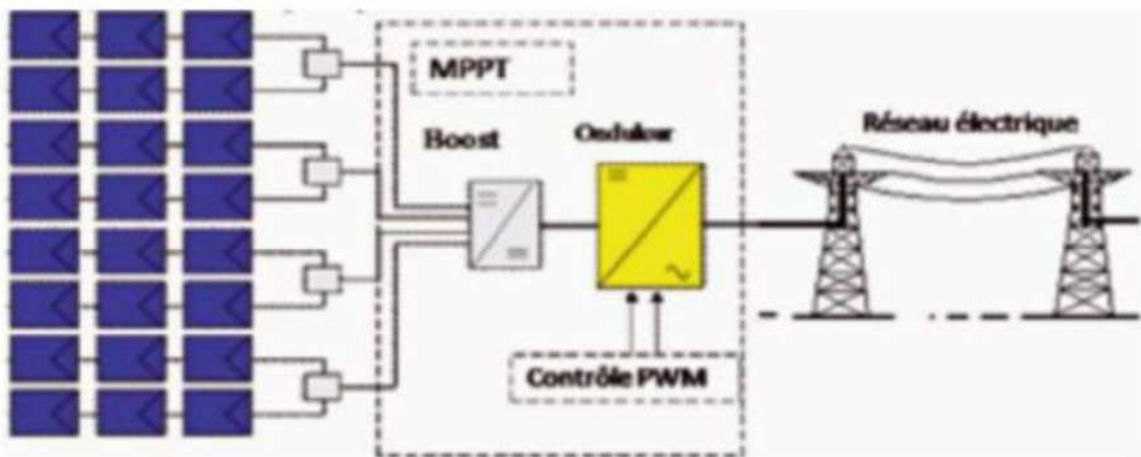 MPPT
Boost
Onduleur
Réseau électrique
Contrôle PWM